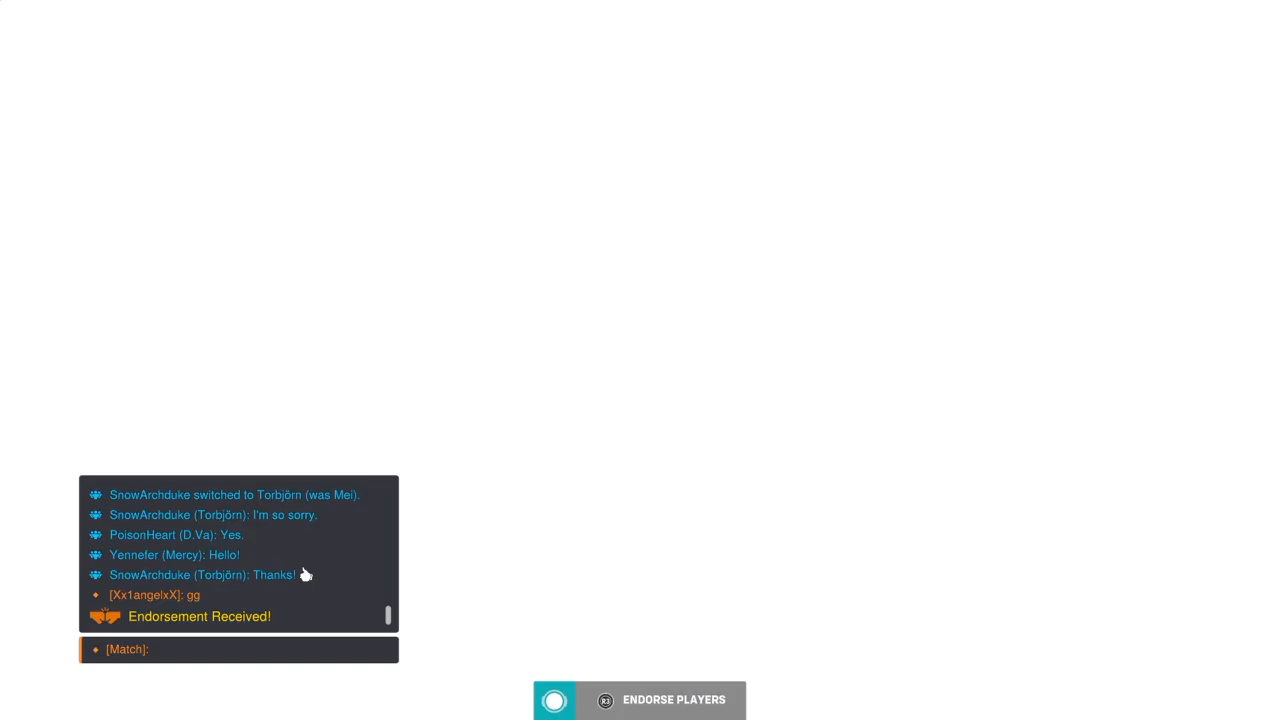 SnowArchduke switched to Torbjörn (was Mei).
SnowArchduke (Torbjörn): I'm so sorry.
PoisonHeart (D.Va): Yes.
Yennefer (Mercy): Hello!
SnowArchduke (Torbjörn): Thanks!
[Xx1angelxX]: gg
Endorsement Received!
[Match]:
R3 ENDORSE PLAYERS